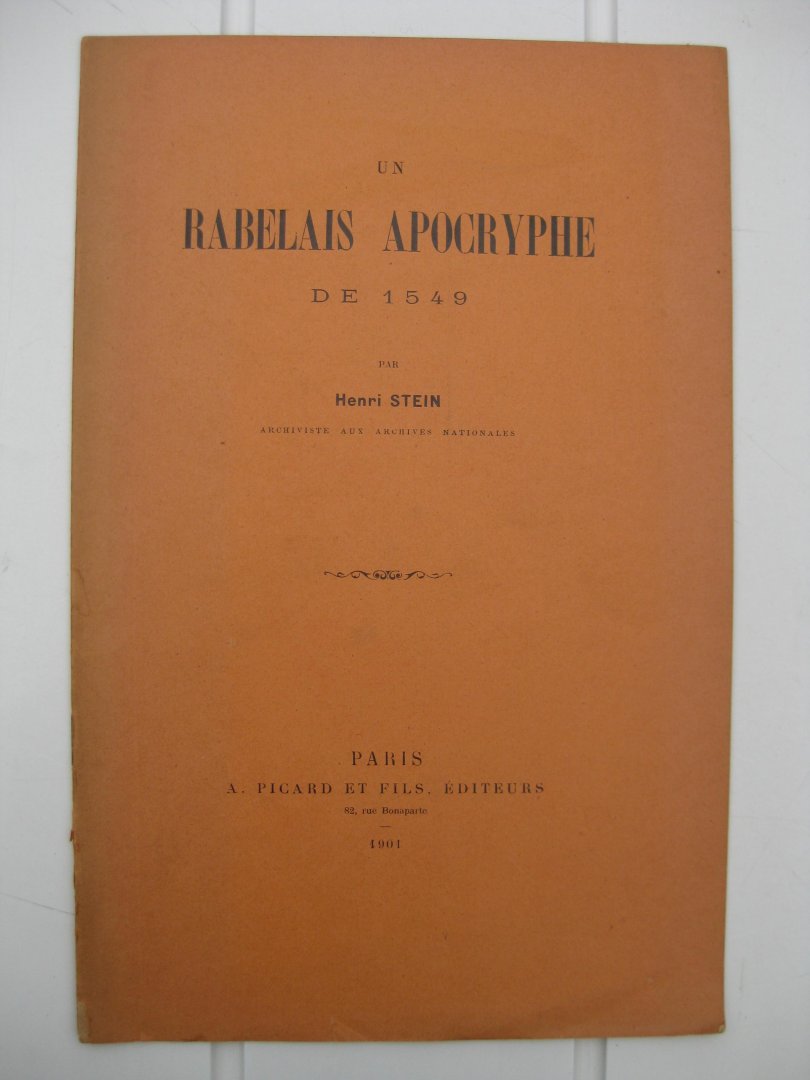 UN
RABELAIS APOCRYPHE
DE 1549
PAR
Henri STEIN
ARCHIVISTE AUX ARCHIVES NATIONALES
PARIS
A. PICARD ET FILS, ÉDITEURS
82, rue Bonaparte
1901